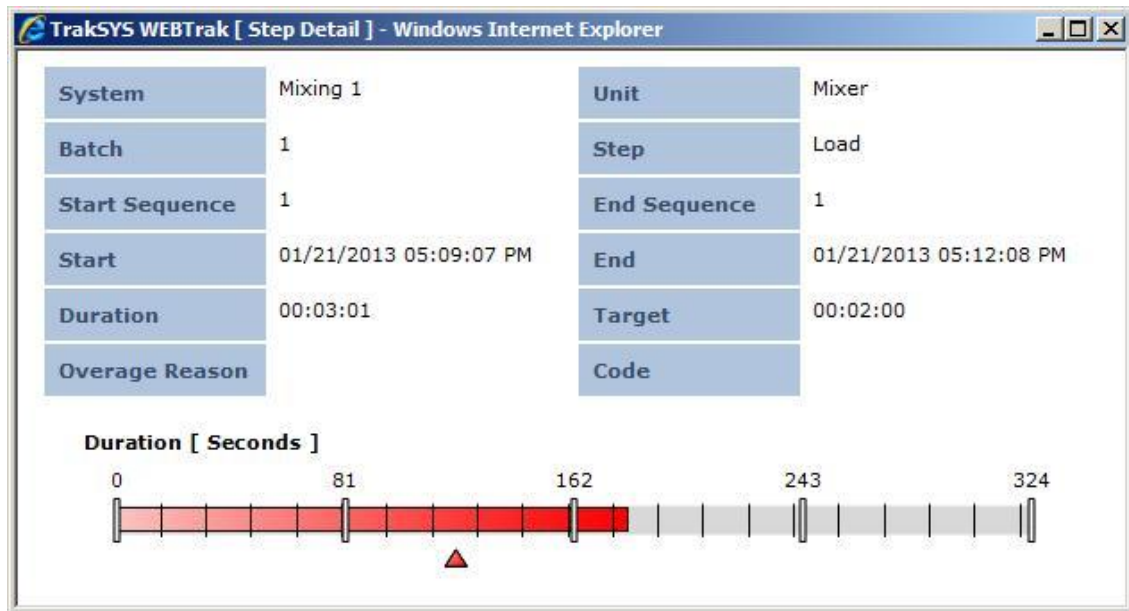 TrakSYS WEBTrak [ Step Detail ] - Windows Internet Explorer
System Mixing 1 Unit Mixer
Batch 1 Step Load
Start Sequence 1 End Sequence 1
Start 01/21/2013 05:09:07 PM End 01/21/2013 05:12:08 PM
Duration 00:03:01 Target 00:02:00
Overage Reason Code
Duration [ Seconds ]
0 81 162 243 324